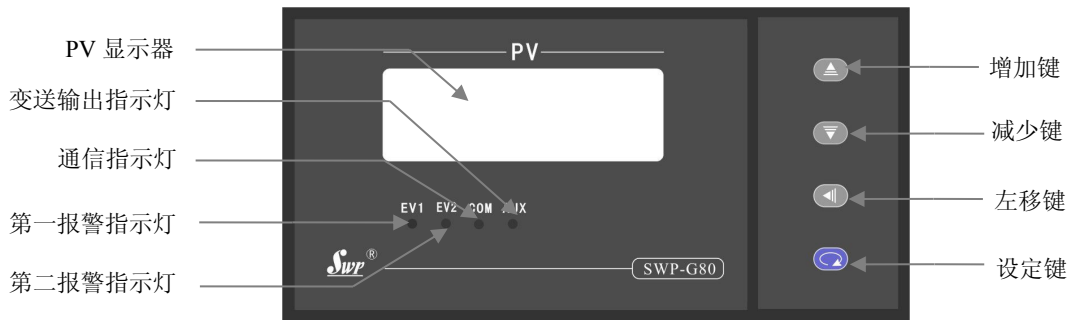 PV 显示器
变送输出指示灯
通信指示灯
第一报警指示灯
第二报警指示灯
PV
EV1 EV2 COM AUX
Swp®
SWP-G80
增加键
减少键
左移键
设定键